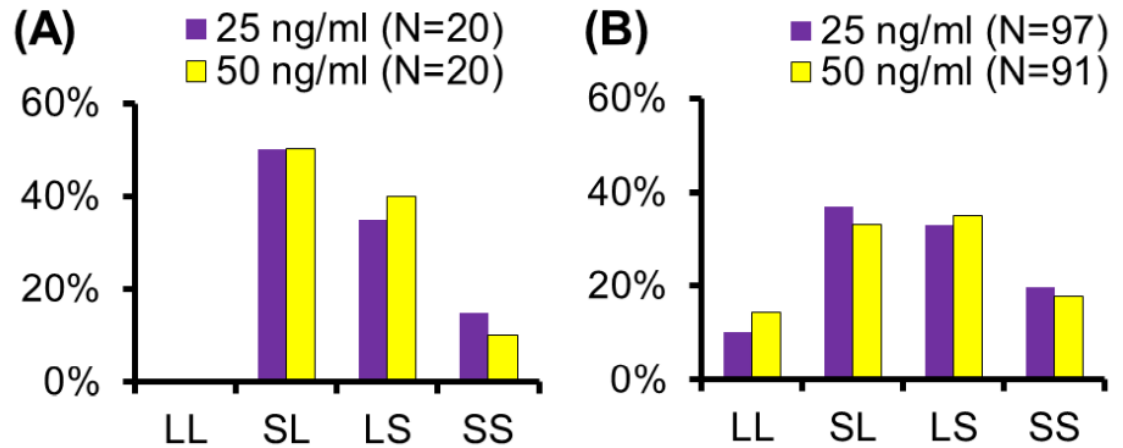 (A)
25 ng/ml (N=20)
50 ng/ml (N=20)
60%
40%
20%
0%
LL SL LS SS
(B)
25 ng/ml (N=97)
50 ng/ml (N=91)
60%
40%
20%
0%
LL SL LS SS